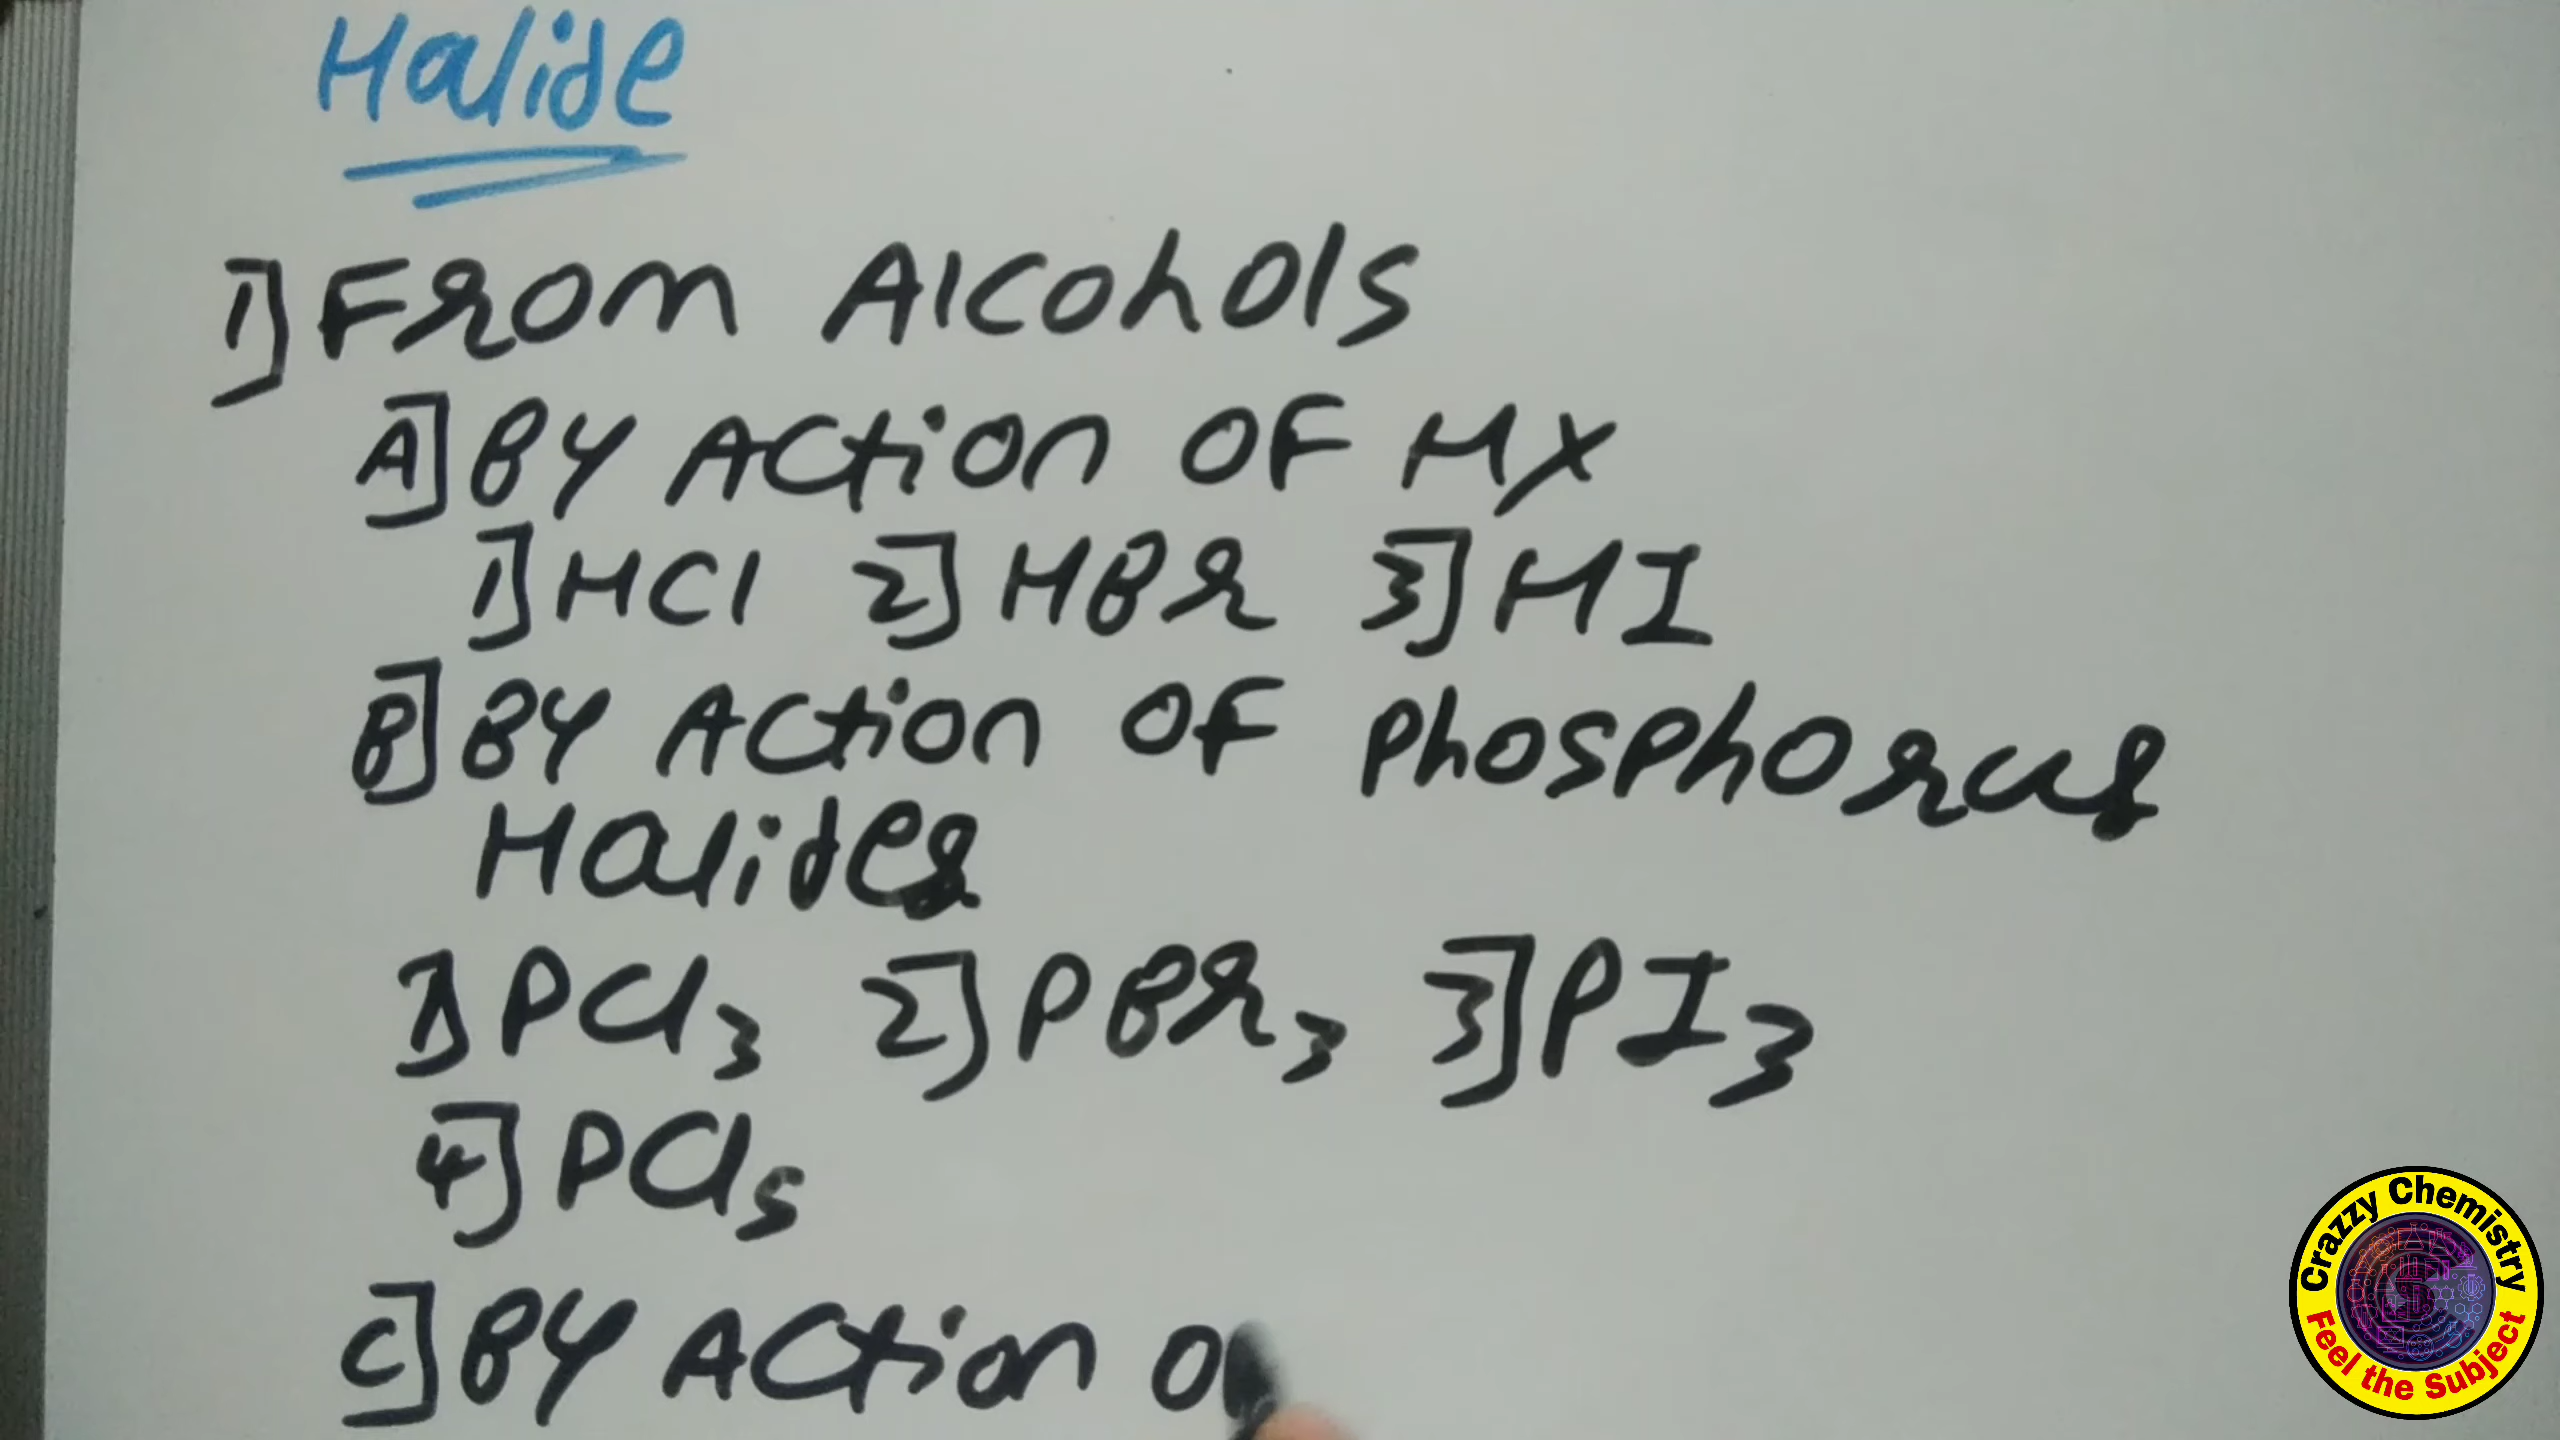 Halide
1] From Alcohols
A] By Action OF HX
1] HCl 2] HBr 3] HI
B] By Action OF Phosphorus
Halides
1] PCl3 2] PBr3 3] PI3
4] PCl5
C] By Action O
Crazzy Chemistry
Feel the Subject